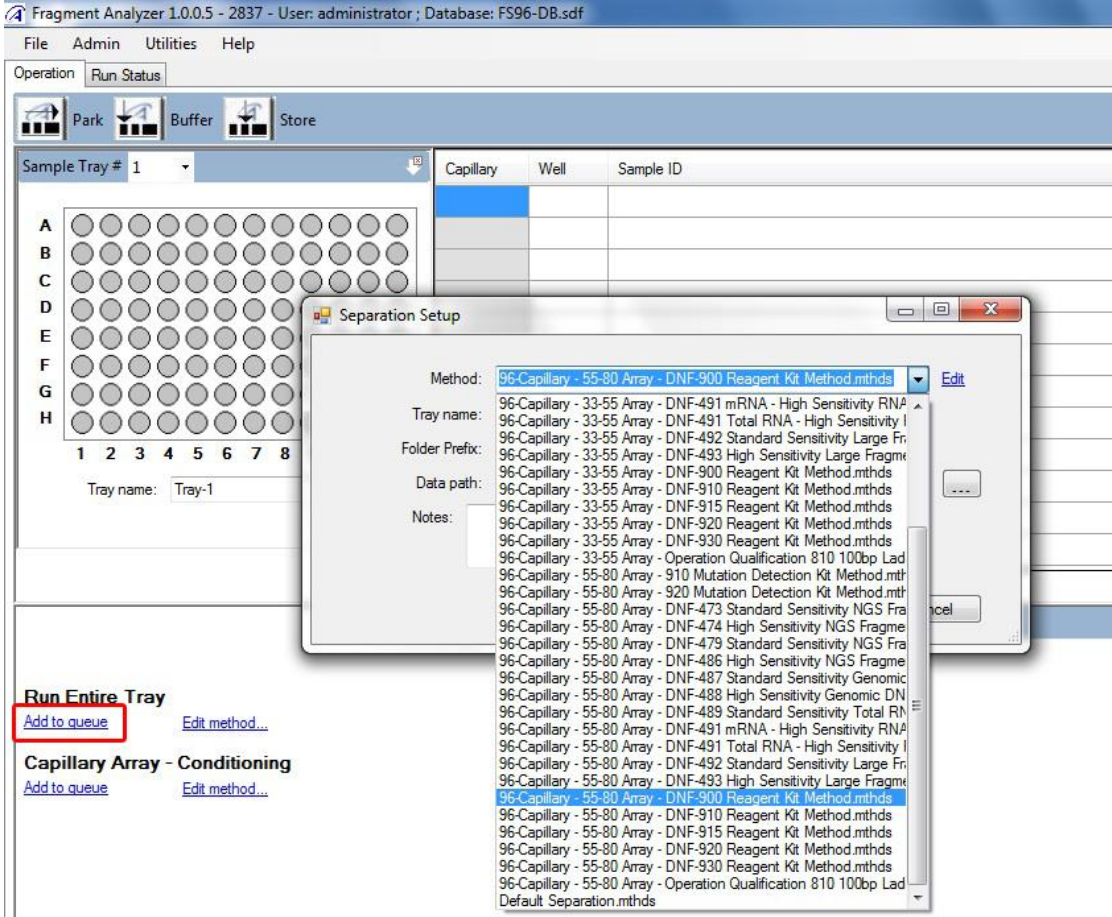 Fragment Analyzer 1.0.0.5 - 2837 - User: administrator ; Database: FS96-DB.sdf
File Admin Utilities Help
Operation Run Status
Park Buffer Store
Sample Tray # 1
Capillary Well Sample ID
A
B
C
D
E
F
G
H
1 2 3 4 5 6 7 8
Tray name: Tray-1
Separation Setup
Method: 96-Capillary - 55-80 Array - DNF-900 Reagent Kit Method.mthds Edit
Tray name:
Folder Prefix:
Data path: ...
Notes:
96-Capillary - 33-55 Array - DNF-491 mRNA - High Sensitivity RNA
96-Capillary - 33-55 Array - DNF-491 Total RNA - High Sensitivity
96-Capillary - 33-55 Array - DNF-492 Standard Sensitivity Large Fr
96-Capillary - 33-55 Array - DNF-493 High Sensitivity Large Fragme
96-Capillary - 33-55 Array - DNF-900 Reagent Kit Method.mthds
96-Capillary - 33-55 Array - DNF-910 Reagent Kit Method.mthds
96-Capillary - 33-55 Array - DNF-915 Reagent Kit Method.mthds
96-Capillary - 33-55 Array - DNF-920 Reagent Kit Method.mthds
96-Capillary - 33-55 Array - DNF-930 Reagent Kit Method.mthds
96-Capillary - 33-55 Array - Operation Qualification 810 100bp Lad
96-Capillary - 55-80 Array - 910 Mutation Detection Kit Method.mth
96-Capillary - 55-80 Array - 920 Mutation Detection Kit Method.mth
96-Capillary - 55-80 Array - DNF-473 Standard Sensitivity NGS Fra
96-Capillary - 55-80 Array - DNF-474 High Sensitivity NGS Fragme
96-Capillary - 55-80 Array - DNF-479 Standard Sensitivity NGS Fra
96-Capillary - 55-80 Array - DNF-486 High Sensitivity NGS Fragme
96-Capillary - 55-80 Array - DNF-487 Standard Sensitivity Genomic
96-Capillary - 55-80 Array - DNF-488 High Sensitivity Genomic DN
96-Capillary - 55-80 Array - DNF-489 Standard Sensitivity Total RN
96-Capillary - 55-80 Array - DNF-491 mRNA - High Sensitivity RNA
96-Capillary - 55-80 Array - DNF-491 Total RNA - High Sensitivity
96-Capillary - 55-80 Array - DNF-492 Standard Sensitivity Large Fr
96-Capillary - 55-80 Array - DNF-493 High Sensitivity Large Fragme
96-Capillary - 55-80 Array - DNF-900 Reagent Kit Method.mthds
96-Capillary - 55-80 Array - DNF-910 Reagent Kit Method.mthds
96-Capillary - 55-80 Array - DNF-915 Reagent Kit Method.mthds
96-Capillary - 55-80 Array - DNF-920 Reagent Kit Method.mthds
96-Capillary - 55-80 Array - DNF-930 Reagent Kit Method.mthds
96-Capillary - 55-80 Array - Operation Qualification 810 100bp Lad
Default Separation.mthds
ncel
Run Entire Tray
Add to queue Edit method...
Capillary Array - Conditioning
Add to queue Edit method...